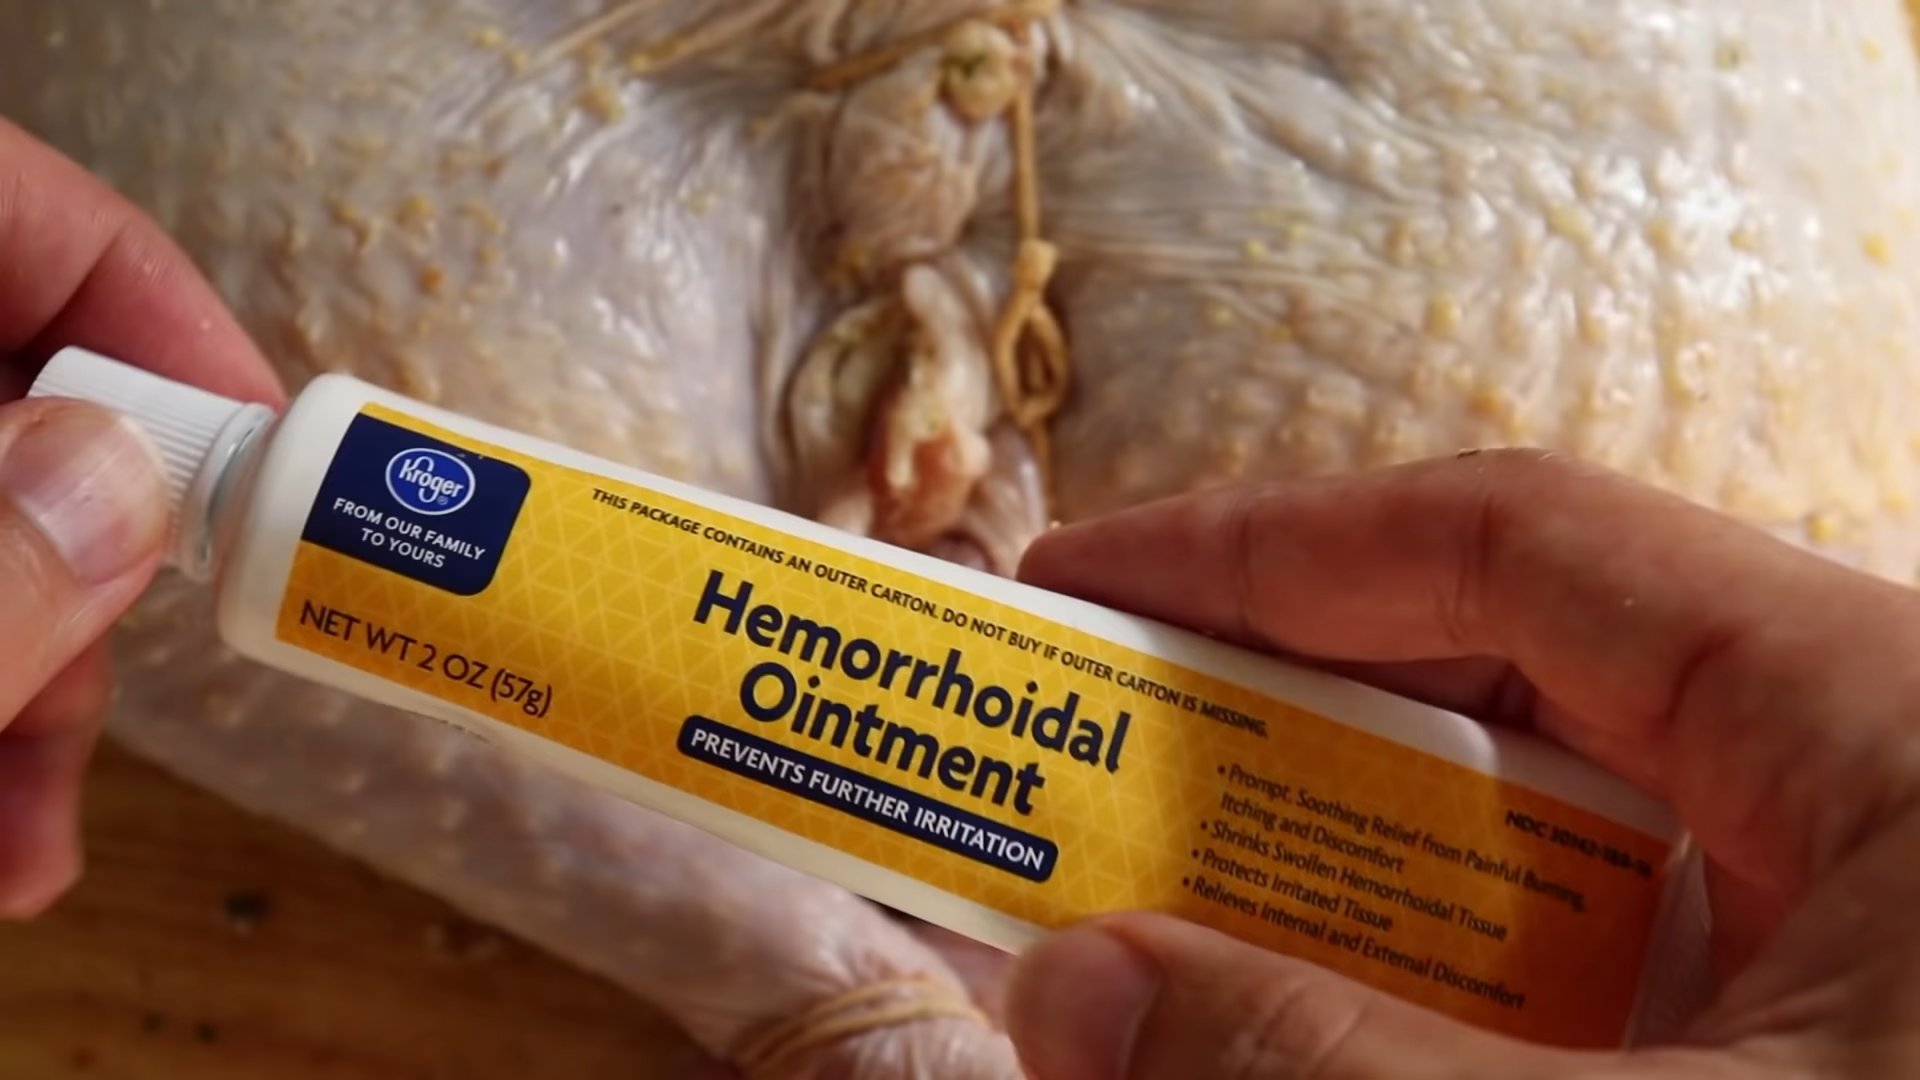 Kroger
FROM OUR FAMILY
TO YOURS
NET WT 2 OZ (57g)
THIS PACKAGE CONTAINS AN OUTER CARTON. DO NOT BUY IF OUTER CARTON IS MISSING.
Hemorrhoidal
Ointment
PREVENTS FURTHER IRRITATION
• Prompt, Soothing Relief from Painful Burning,
Itching and Discomfort
• Shrinks Swollen Hemorrhoidal Tissue
• Protects Irritated Tissue
• Relieves Internal and External Discomfort
NDC